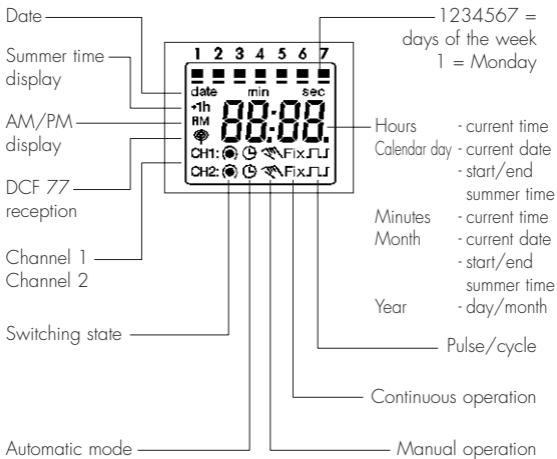 Date
Summer time
display
AM/PM
display
DCF 77
reception
Channel 1
Channel 2
Switching state
Automatic mode
1 2 3 4 5 6 7
date min sec
+1h
AM
88:88.
CH1: Fix
CH2: Fix
1234567 =
days of the week
1 = Monday
Hours - current time
Calendar day - current date
- start/end
summer time
Minutes - current time
Month - current date
- start/end
summer time
Year - day/month
Pulse/cycle
Continuous operation
Manual operation